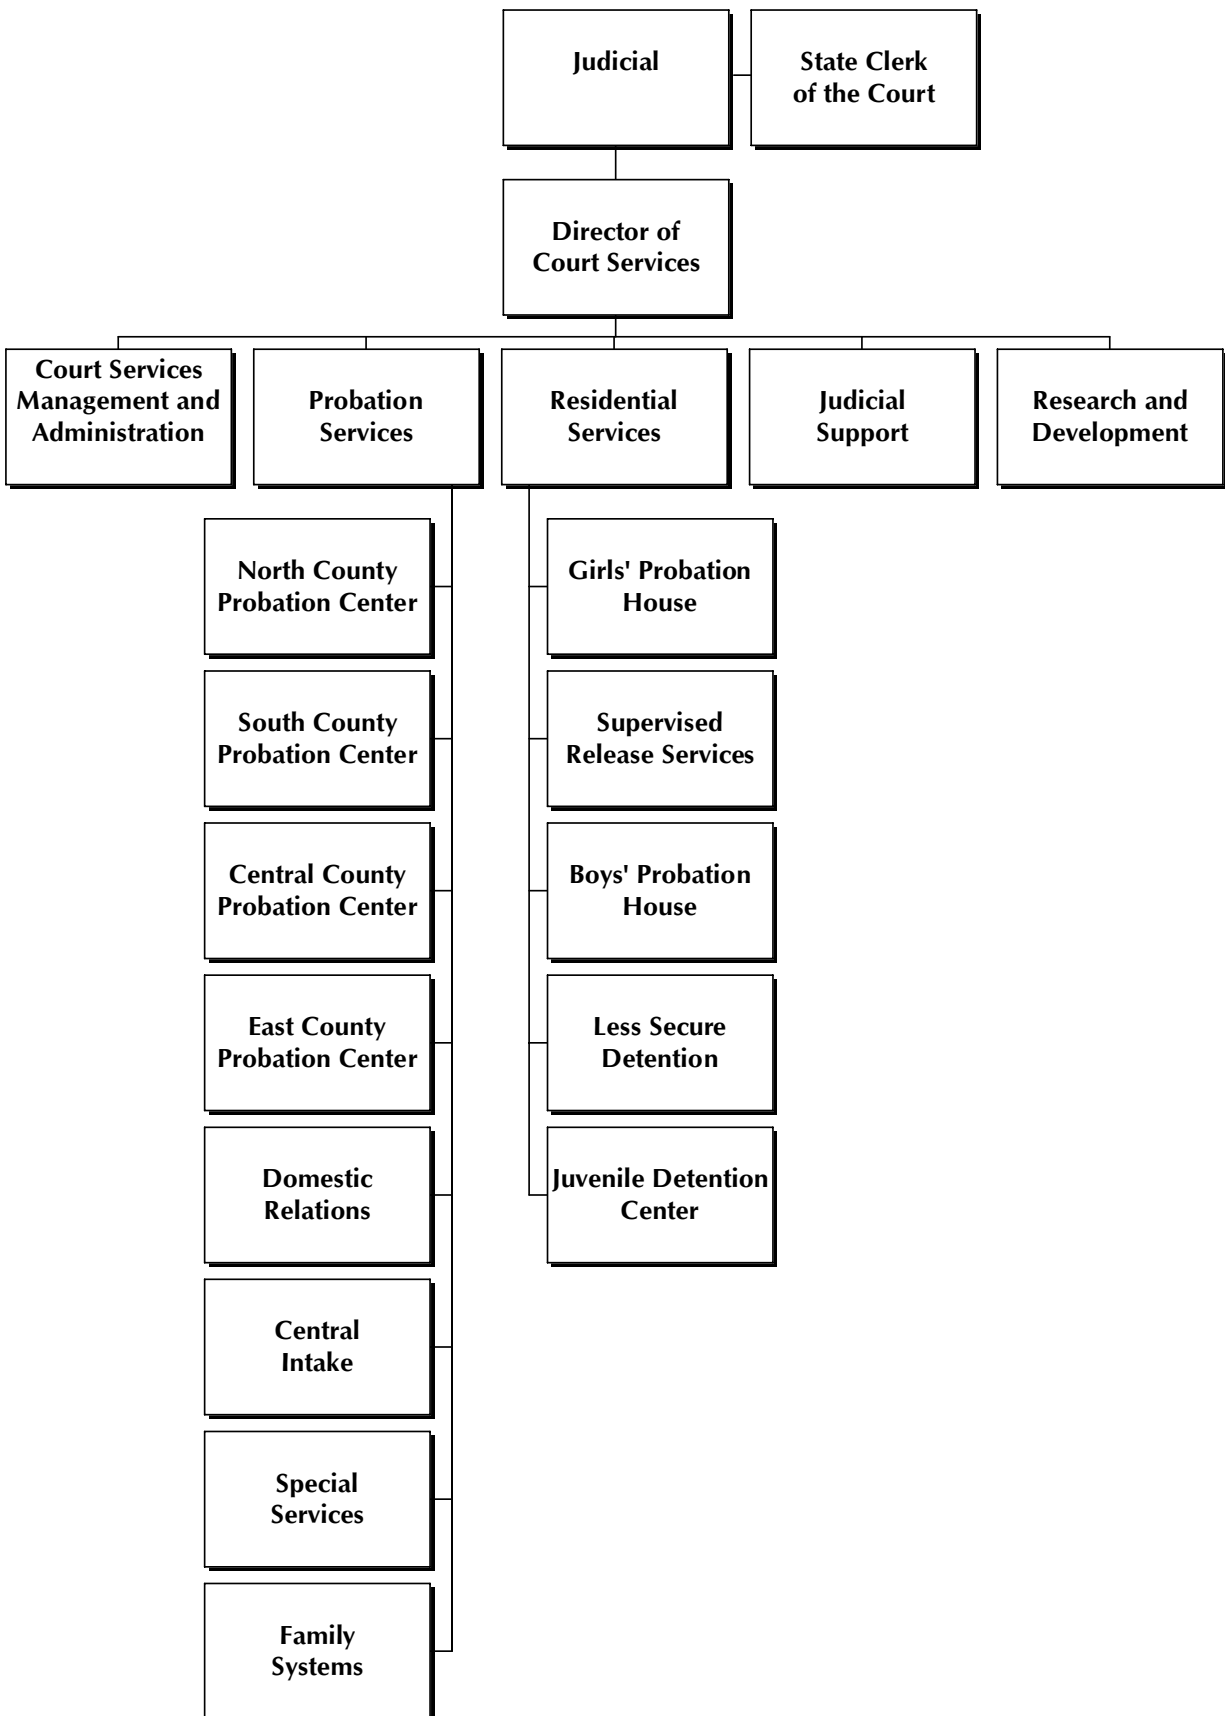 Judicial
State Clerk
of the Court
Director of
Court Services
Court Services
Management and
Administration
Probation
Services
Residential
Services
Judicial
Support
Research and
Development
North County
Probation Center
South County
Probation Center
Central County
Probation Center
East County
Probation Center
Domestic
Relations
Central
Intake
Special
Services
Family
Systems
Girls' Probation
House
Supervised
Release Services
Boys' Probation
House
Less Secure
Detention
Juvenile Detention
Center